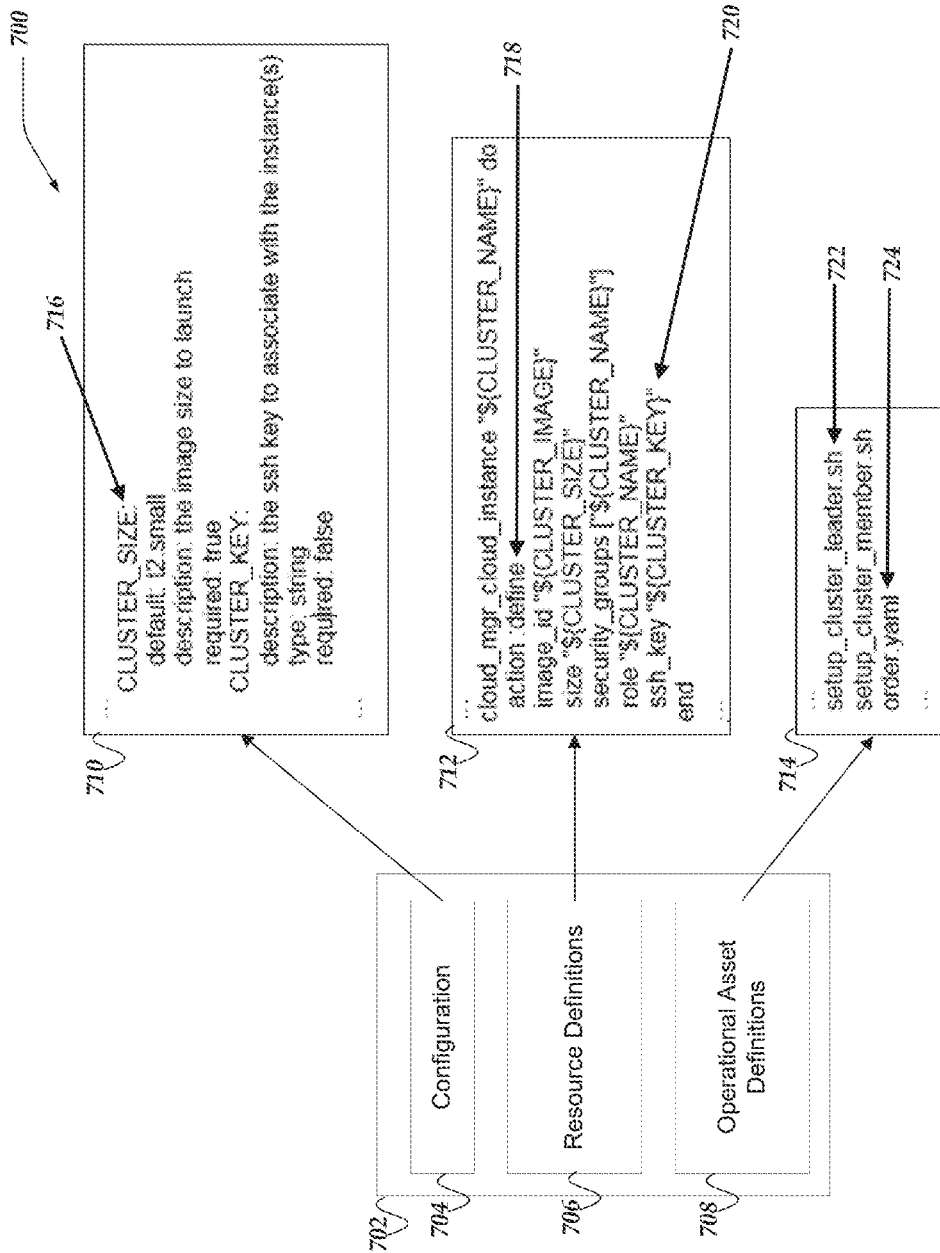 700
702
704
Configuration
706
Resource Definitions
708
Operational Asset
Definitions
710
716
...
CLUSTER_SIZE:
default: t2.small
description: the image size to launch
required: true
CLUSTER_KEY:
description: the ssh key to associate with the instance(s)
type: string
required: false
...
712
...
cloud_mgr_cloud_instance "${CLUSTER_NAME}" do
action :define
718
image_id "${CLUSTER_IMAGE}"
size "${CLUSTER_SIZE}"
security_groups ["${CLUSTER_NAME}"]
role "${CLUSTER_NAME}"
ssh_key "${CLUSTER_KEY}"
720
end
...
714
...
setup_cluster_leader.sh
722
setup_cluster_member.sh
order.yaml
724
...